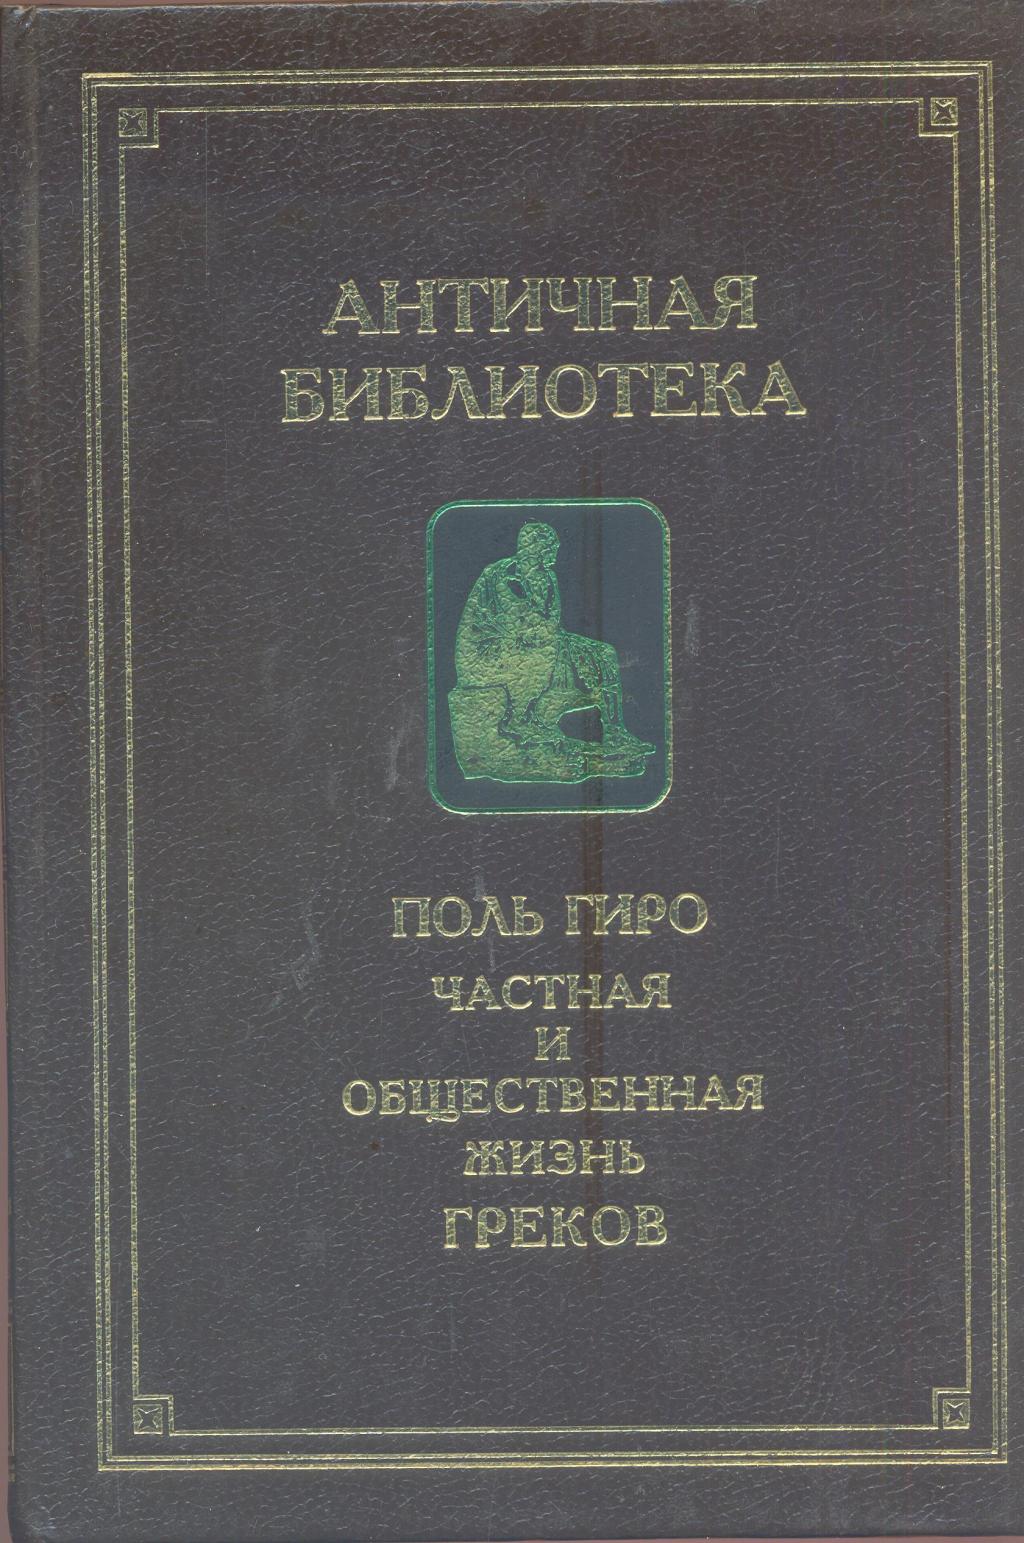 АНТИЧНАЯ
БИБЛИОТЕКА
ПОЛЬ ГИРО
ЧАСТНАЯ
И
ОБЩЕСТВЕННАЯ
ЖИЗНЬ
ГРЕКОВ